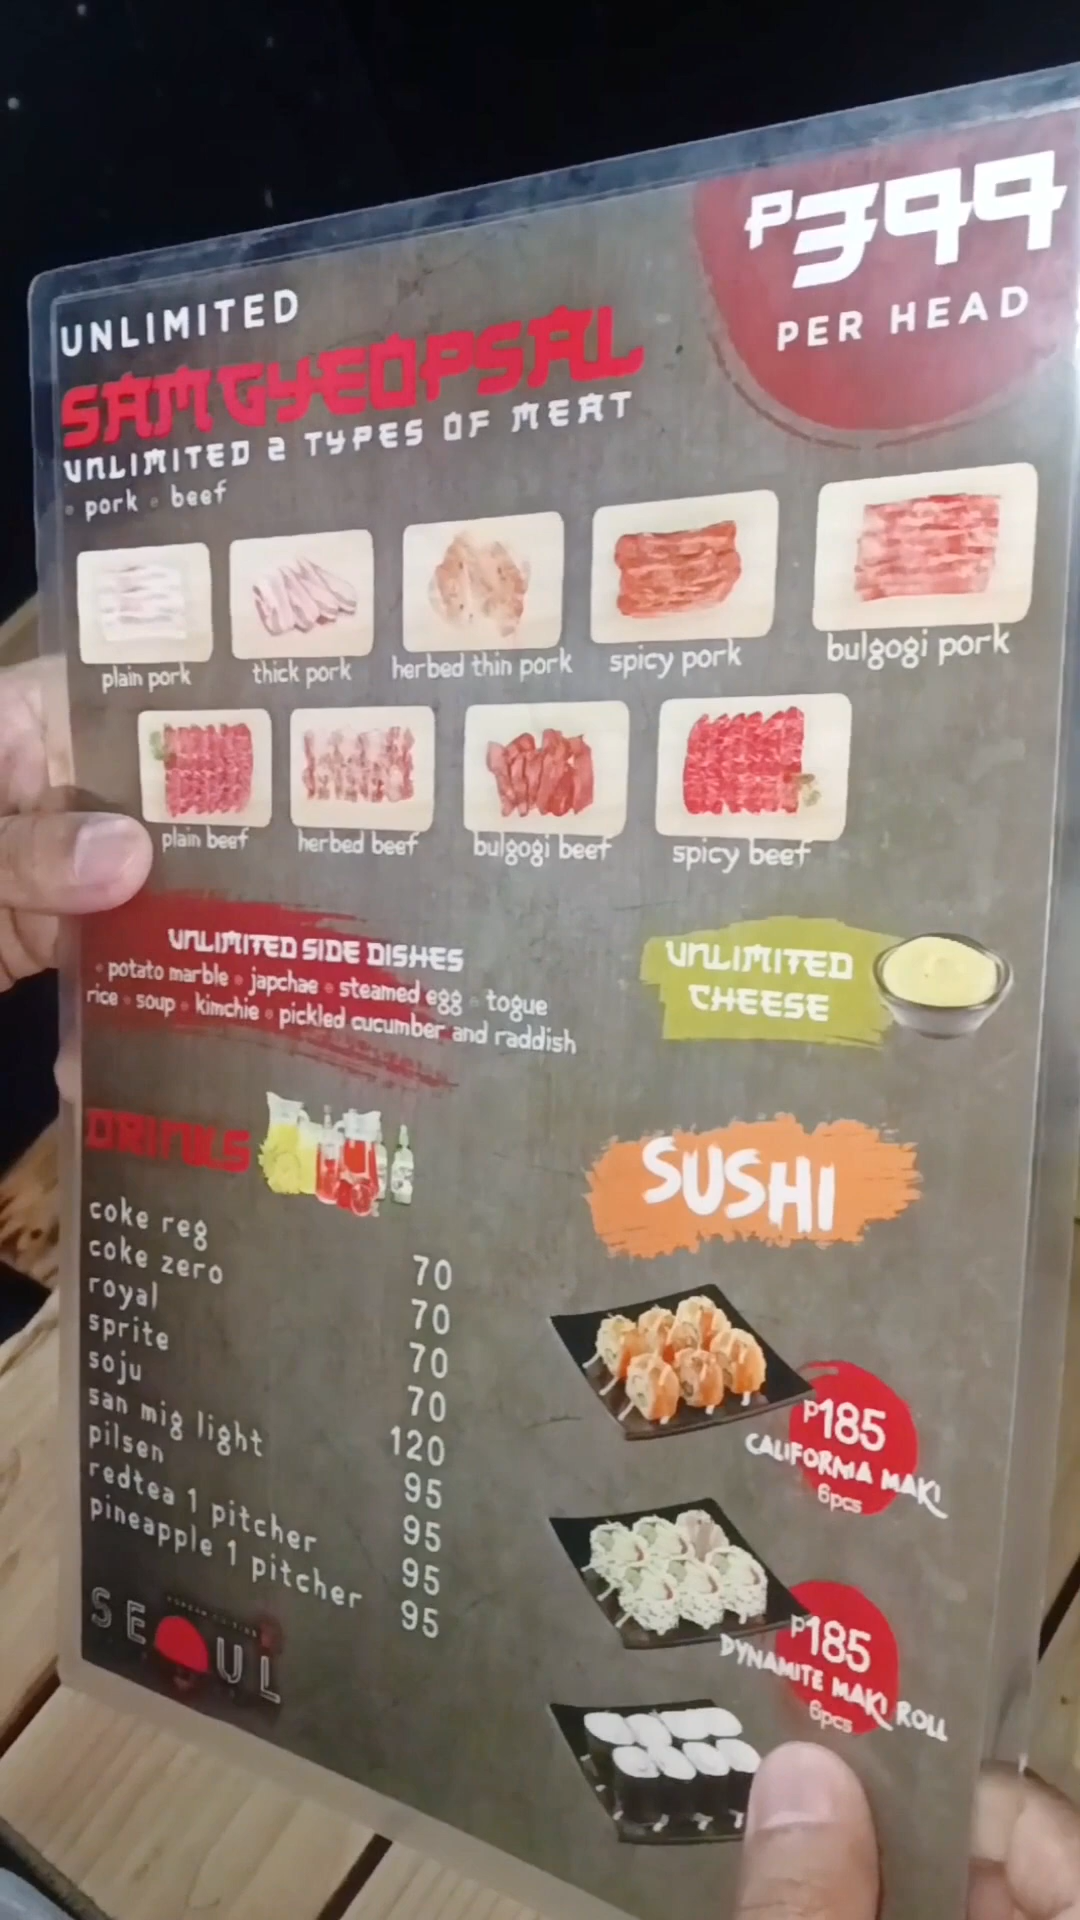 ₱399
PER HEAD
UNLIMITED
SAMGYEOPSAL
UNLIMITED 2 TYPES OF MEAT
• pork • beef
plain pork
thick pork
herbed thin pork
spicy pork
bulgogi pork
plain beef
herbed beef
bulgogi beef
spicy beef
UNLIMITED SIDE DISHES
• potato marble • japchae • steamed egg • togue
rice • soup • kimchie • pickled cucumber and raddish
UNLIMITED
CHEESE
DRINKS
coke reg 70
coke zero 70
royal 70
sprite 70
soju 120
san mig light 95
pilsen 95
redtea 1 pitcher 95
pineapple 1 pitcher 95
SUSHI
P185
CALIFORNIA MAKI
6pcs
P185
DYNAMITE MAKI ROLL
6pcs
KOREAN CUISINE
SEOUL